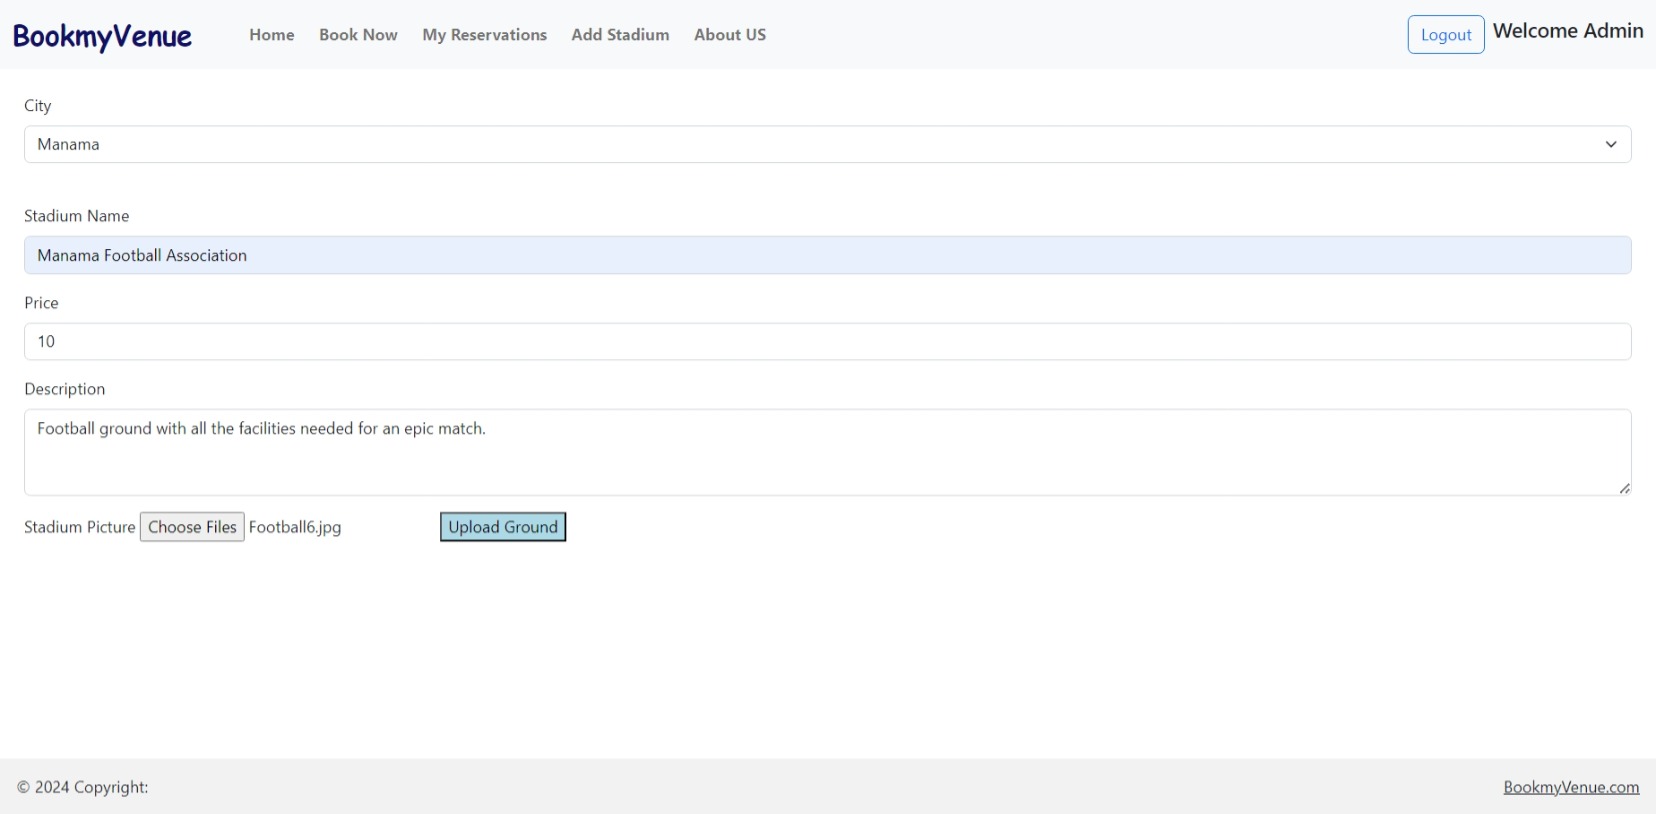 BookmyVenue Home Book Now My Reservations Add Stadium About US Logout Welcome Admin
City
Manama
Stadium Name
Manama Football Association
Price
10
Description
Football ground with all the facilities needed for an epic match.
Stadium Picture Choose Files Football6.jpg Upload Ground
© 2024 Copyright: BookmyVenue.com